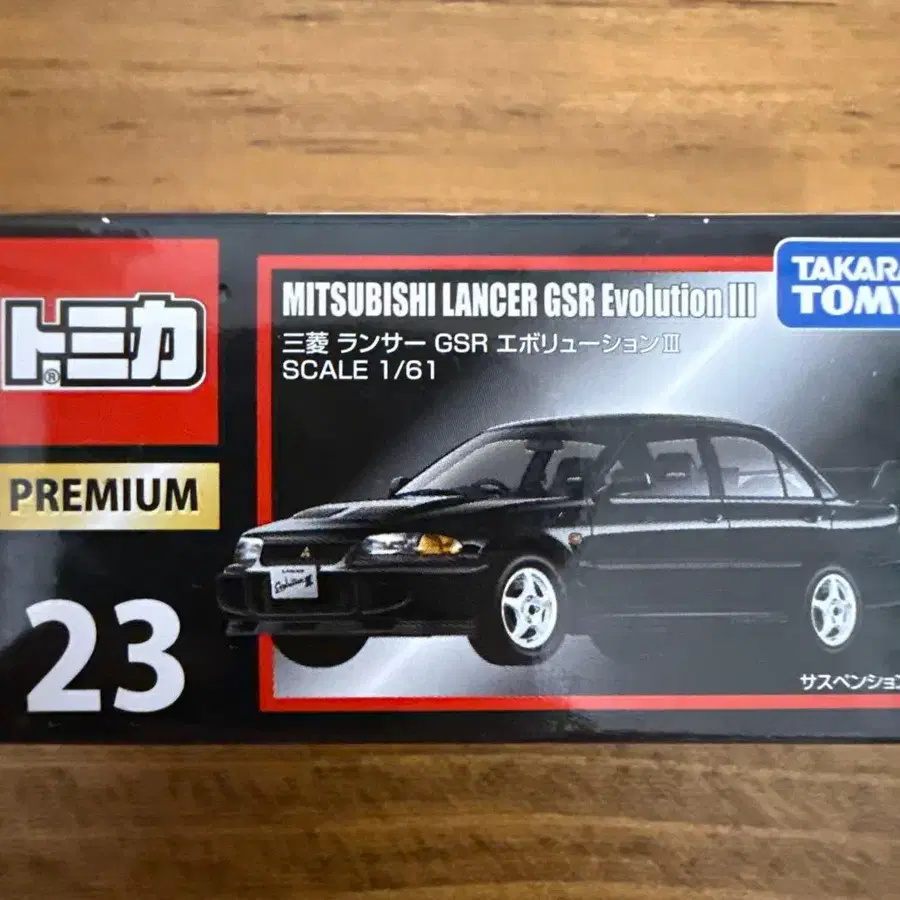 トミカ
®
PREMIUM
23
MITSUBISHI LANCER GSR Evolution III
三菱 ランサー GSR エボリューションⅢ
SCALE 1/61
TAKARA
TOMY
LANCER
Evolution III
サスペンション